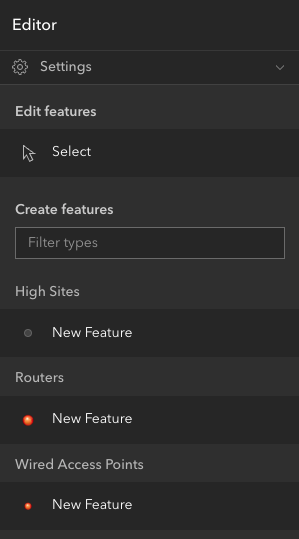 Editor
Settings
Edit features
Select
Create features
Filter types
High Sites
New Feature
Routers
New Feature
Wired Access Points
New Feature